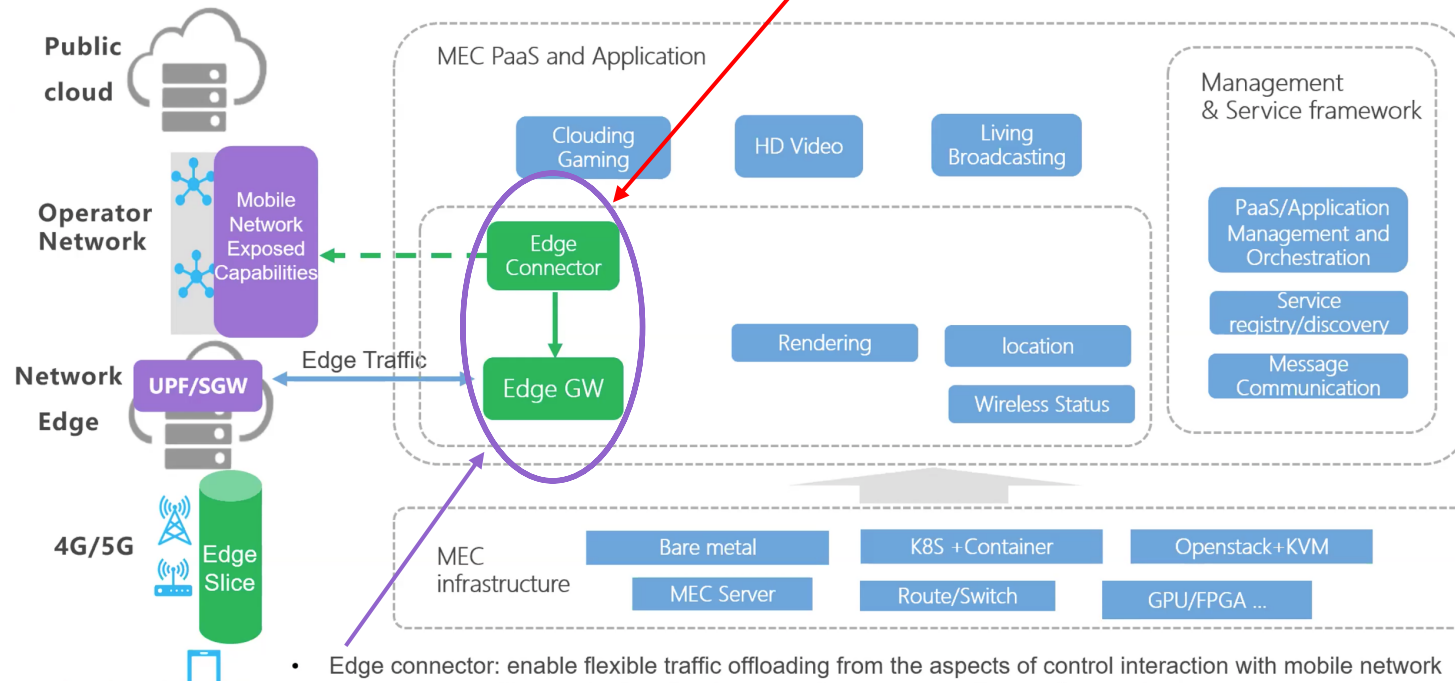 Public
cloud
Operator
Network
Mobile
Network
Exposed
Capabilities
Network
Edge
UPF/SGW
Edge Traffic
4G/5G
Edge
Slice
MEC PaaS and Application
Clouding
Gaming
HD Video
Living
Broadcasting
Edge
Connector
Edge GW
Rendering
location
Wireless Status
Management
& Service framework
PaaS/Application
Management and
Orchestration
Service
registry/discovery
Message
Communication
MEC
infrastructure
Bare metal
K8S +Container
Openstack+KVM
MEC Server
Route/Switch
GPU/FPGA ...
• Edge connector: enable flexible traffic offloading from the aspects of control interaction with mobile network